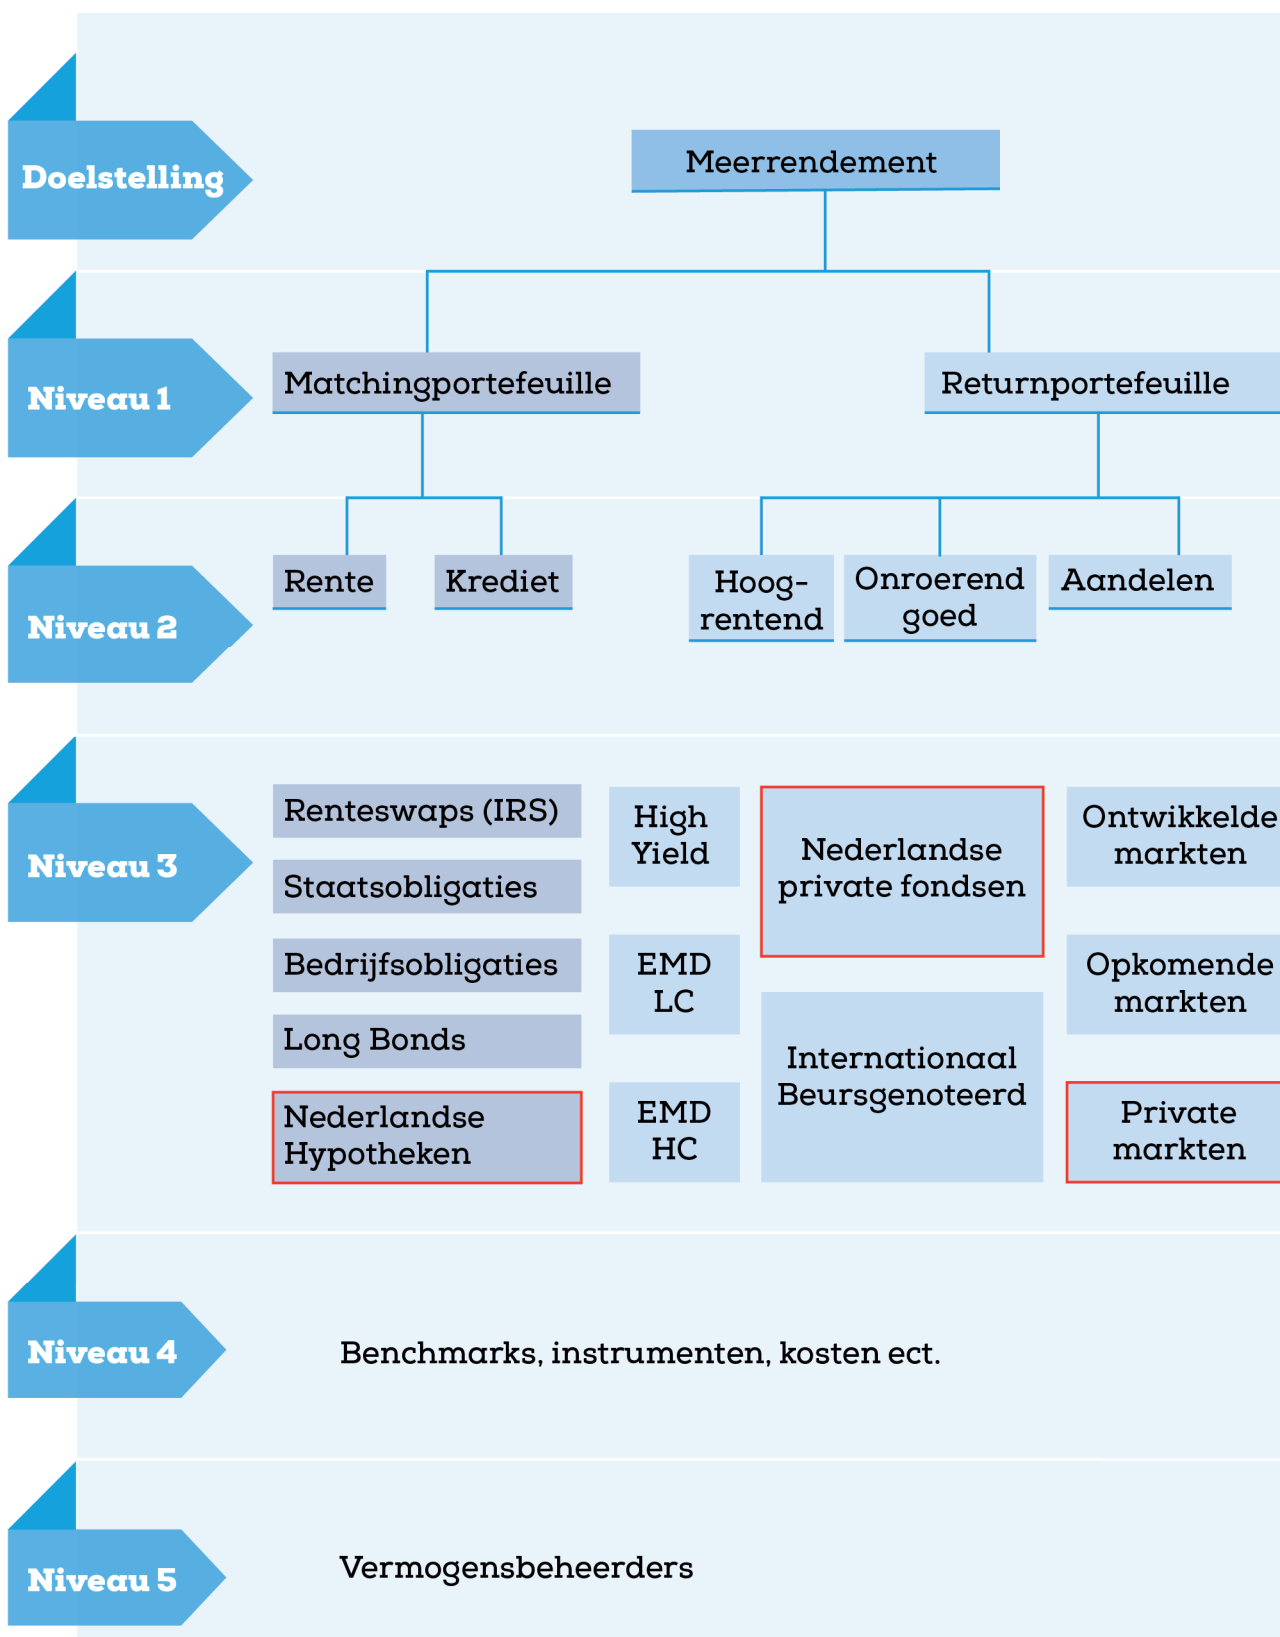 Doelstelling
Meerrendement
Niveau 1
Matchingportefeuille
Returnportefeuille
Niveau 2
Rente
Krediet
Hoog-
rentend
Onroerend
goed
Aandelen
Niveau 3
Renteswaps (IRS)
Staatsobligaties
Bedrijfsobligaties
Long Bonds
Nederlandse
Hypotheken
High
Yield
EMD
LC
EMD
HC
Nederlandse
private fondsen
Internationaal
Beursgenoteerd
Ontwikkelde
markten
Opkomende
markten
Private
markten
Niveau 4
Benchmarks, instrumenten, kosten ect.
Niveau 5
Vermogensbeheerders